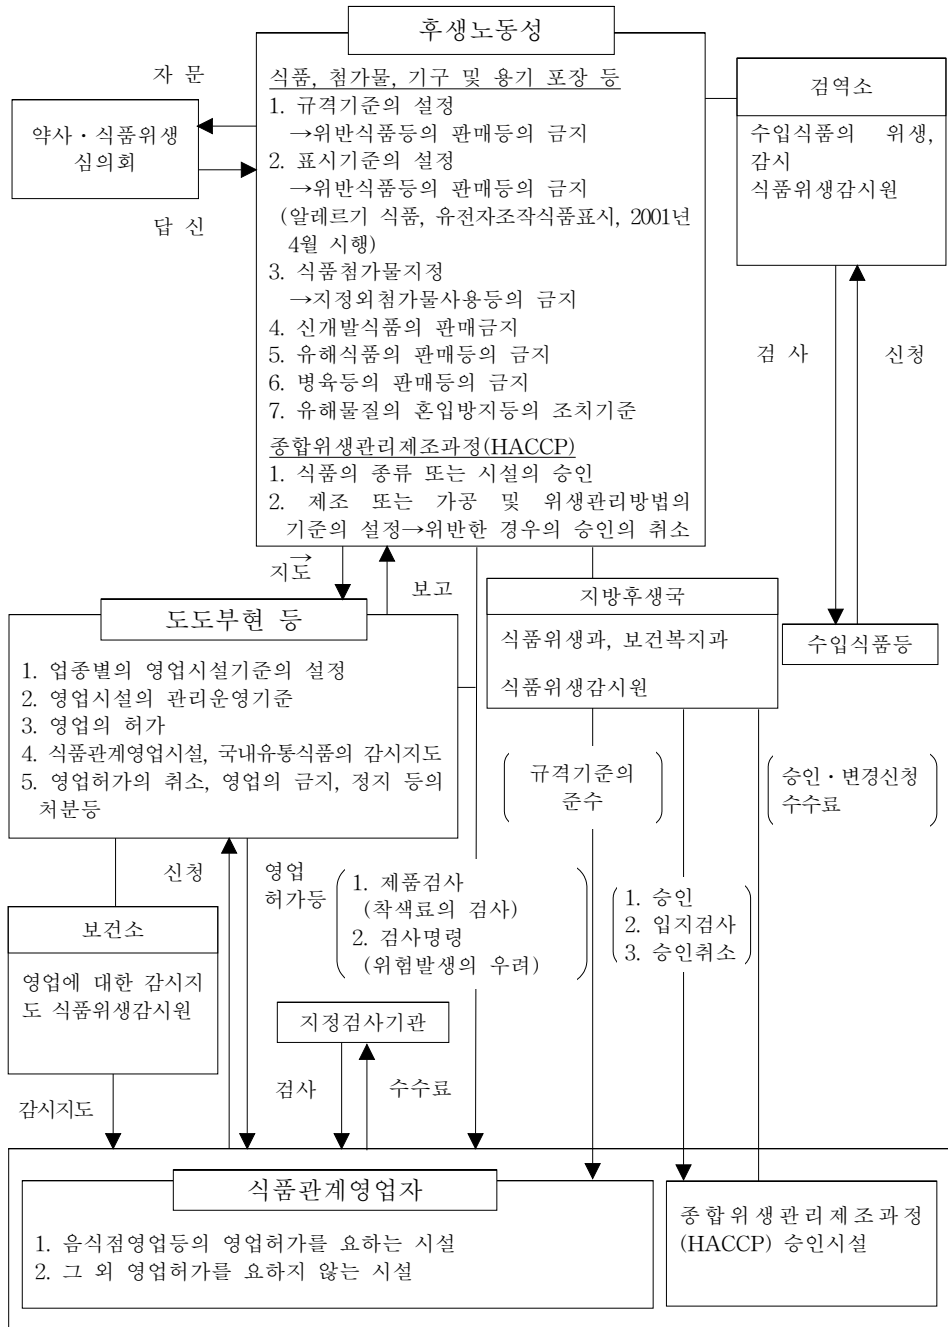 후생노동성
식품, 첨가물, 기구 및 용기 포장 등
1. 규격기준의 설정
→위반식품등의 판매등의 금지
2. 표시기준의 설정
→위반식품등의 판매등의 금지
(알레르기 식품, 유전자조작식품표시, 2001년
4월 시행)
3. 식품첨가물지정
→지정외첨가물사용등의 금지
4. 신개발식품의 판매금지
5. 유해식품의 판매등의 금지
6. 병육등의 판매등의 금지
7. 유해물질의 혼입방지등의 조치기준
종합위생관리제조과정(HACCP)
1. 식품의 종류 또는 시설의 승인
2. 제조 또는 가공 및 위생관리방법의
기준의 설정→위반한 경우의 승인의 취소
자 문
약사・식품위생
심의회
답 신
검역소
수입식품의 위생,
감시
식품위생감시원
검 사
신청
수입식품등
→
지도
보고
도도부현 등
1. 업종별의 영업시설기준의 설정
2. 영업시설의 관리운영기준
3. 영업의 허가
4. 식품관계영업시설, 국내유통식품의 감시지도
5. 영업허가의 취소, 영업의 금지, 정지 등의
처분등
지방후생국
식품위생과, 보건복지과
식품위생감시원
규격기준의
준수
승인・변경신청
수수료
신청
영업
허가등
1. 제품검사
(착색료의 검사)
2. 검사명령
(위험발생의 우려)
1. 승인
2. 입지검사
3. 승인취소
보건소
영업에 대한 감시지
도 식품위생감시원
지정검사기관
감시지도
검사
수수료
식품관계영업자
1. 음식점영업등의 영업허가를 요하는 시설
2. 그 외 영업허가를 요하지 않는 시설
종합위생관리제조과정
(HACCP) 승인시설